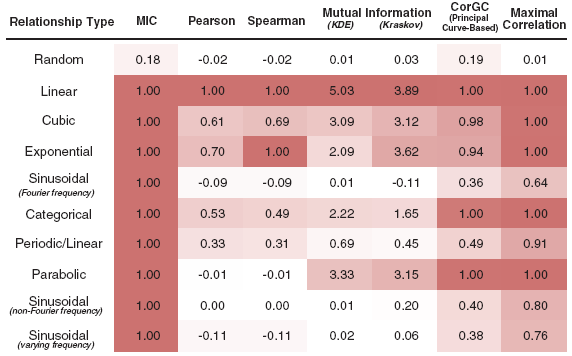 Relationship Type MIC Pearson Spearman Mutual Information (KDE) (Kraskov) CorGC (Principal Curve-Based) Maximal Correlation
Random 0.18 -0.02 -0.02 0.01 0.03 0.19 0.01
Linear 1.00 1.00 1.00 5.03 3.89 1.00 1.00
Cubic 1.00 0.61 0.69 3.09 3.12 0.98 1.00
Exponential 1.00 0.70 1.00 2.09 3.62 0.94 1.00
Sinusoidal (Fourier frequency) 1.00 -0.09 -0.09 0.01 -0.11 0.36 0.64
Categorical 1.00 0.53 0.49 2.22 1.65 1.00 1.00
Periodic/Linear 1.00 0.33 0.31 0.69 0.45 0.49 0.91
Parabolic 1.00 -0.01 -0.01 3.33 3.15 1.00 1.00
Sinusoidal (non-Fourier frequency) 1.00 0.00 0.00 0.01 0.20 0.40 0.80
Sinusoidal (varying frequency) 1.00 -0.11 -0.11 0.02 0.06 0.38 0.76